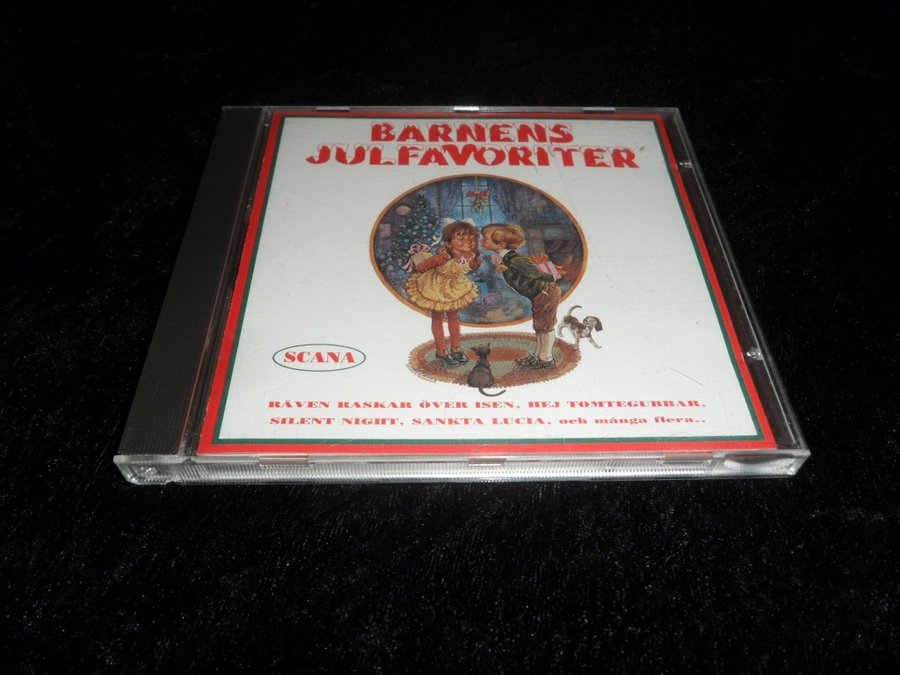 BARNENS
JULFAVORITER
SCANA
RÄVEN RASKAR ÖVER ISEN, HEJ TOMTEGUBBAR,
SILENT NIGHT, SANKTA LUCIA, och många flera..